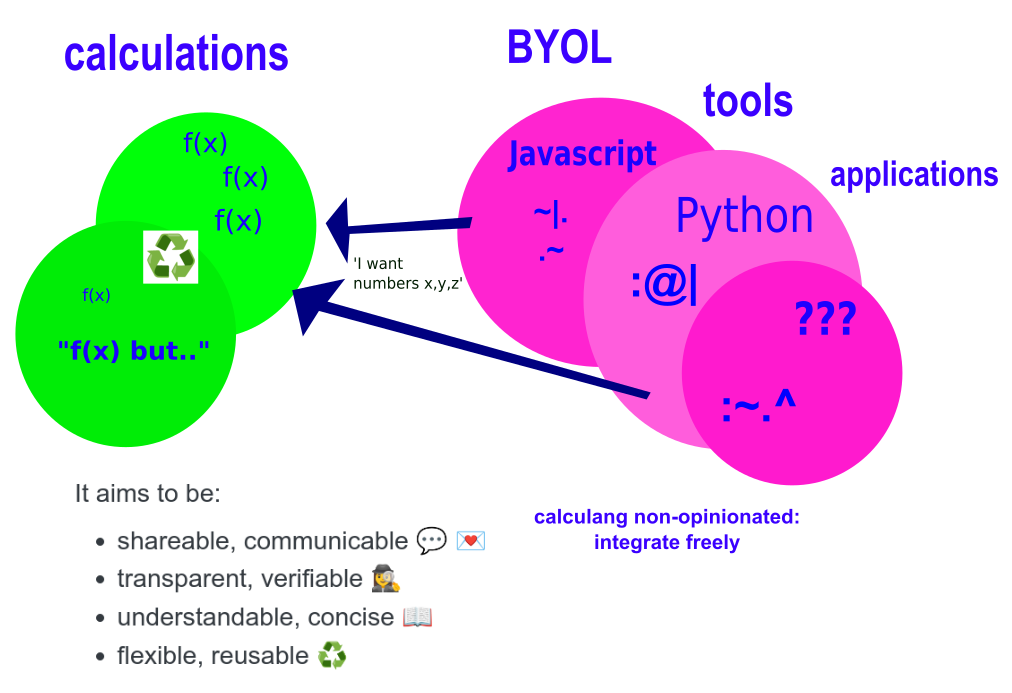 calculations
BYOL
tools
applications
f(x)
f(x)
f(x)
f(x)
"f(x) but.."
Javascript
~|.
.~
Python
:@|
???
:~.^
'I want
numbers x,y,z'
calculang non-opinionated:
integrate freely
It aims to be:
• shareable, communicable 💬 💌
• transparent, verifiable 🕵️‍♀️
• understandable, concise 📖
• flexible, reusable ♻️